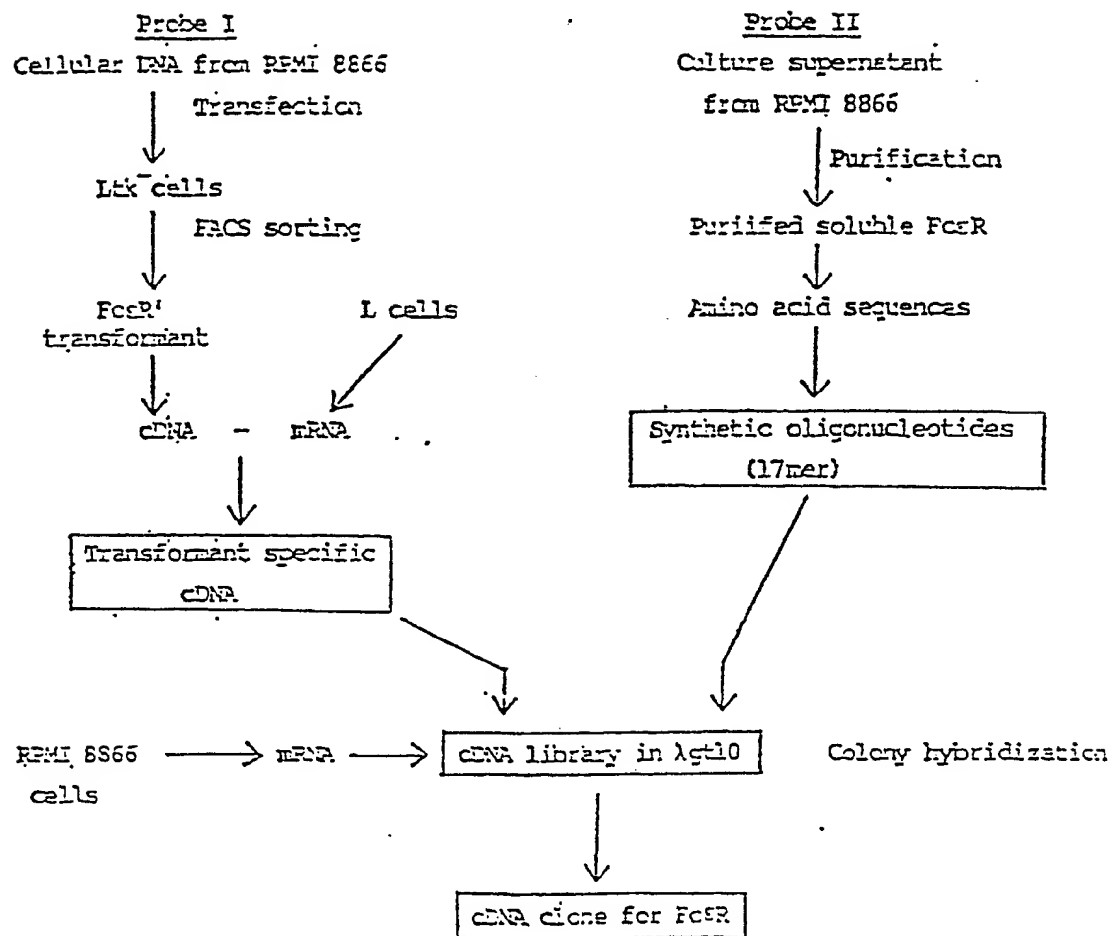 Probe I
Cellular DNA from RPMI 8866
Transfection
Ltk⁻ cells
FACS sorting
FcεR⁺
transformant
L cells
cDNA – mRNA
Transformant specific
cDNA
Probe II
Culture supernatant
from RPMI 8866
Purification
Puriifed soluble FcεR
Amino acid sequences
Synthetic oligonucleotides
(17mer)
RPMI 8866
cells
mRNA
cDNA library in λgt10
Colony hybridization
cDNA clone for FcεR